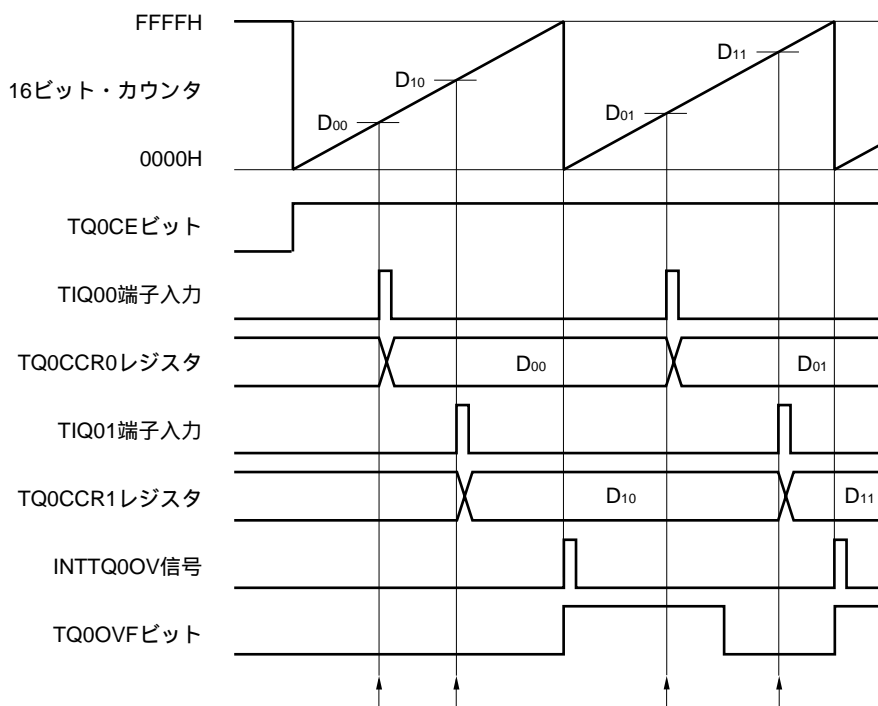 FFFFH
D10
D11
16ビット・カウンタ
D00
D01
0000H
TQ0CEビット
TIQ00端子入力
TQ0CCR0レジスタ
D00
D01
TIQ01端子入力
TQ0CCR1レジスタ
D10
D11
INTTQ0OV信号
TQ0OVFビット